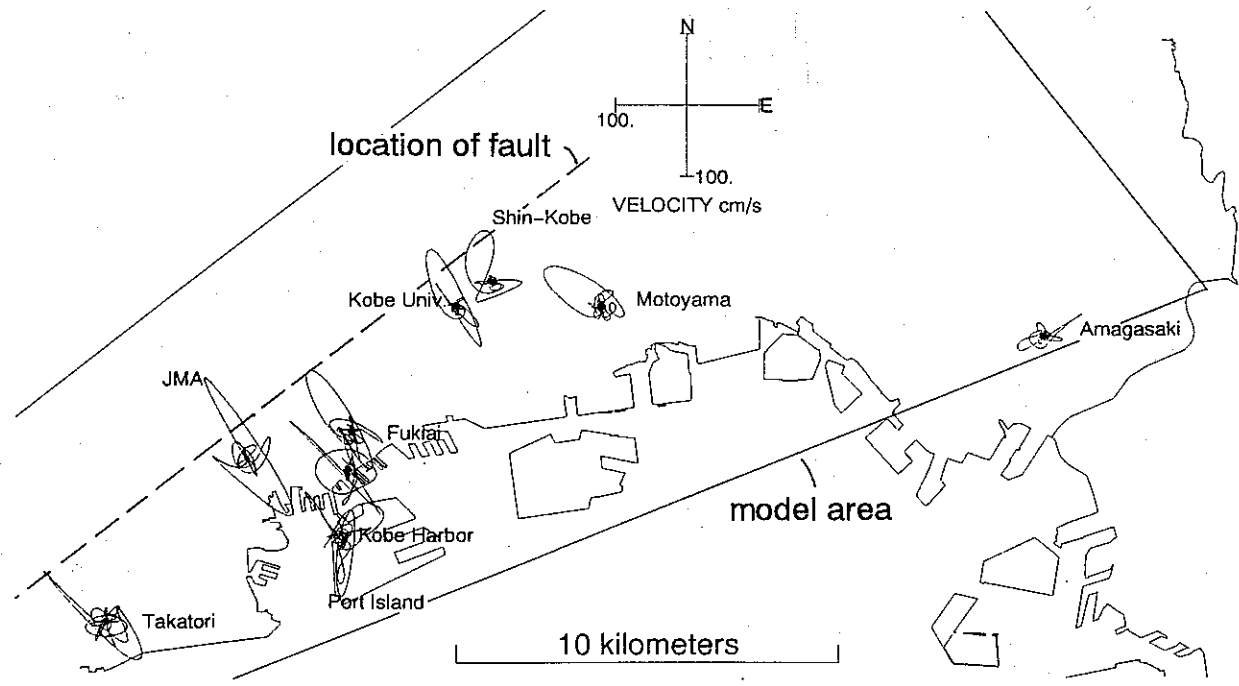 N
100.
E
100.
location of fault
VELOCITY cm/s
Shin-Kobe
Kobe Univ.
Motoyama
Amagasaki
JMA
Fukiai
model area
Kobe Harbor
Port Island
Takatori
10 kilometers